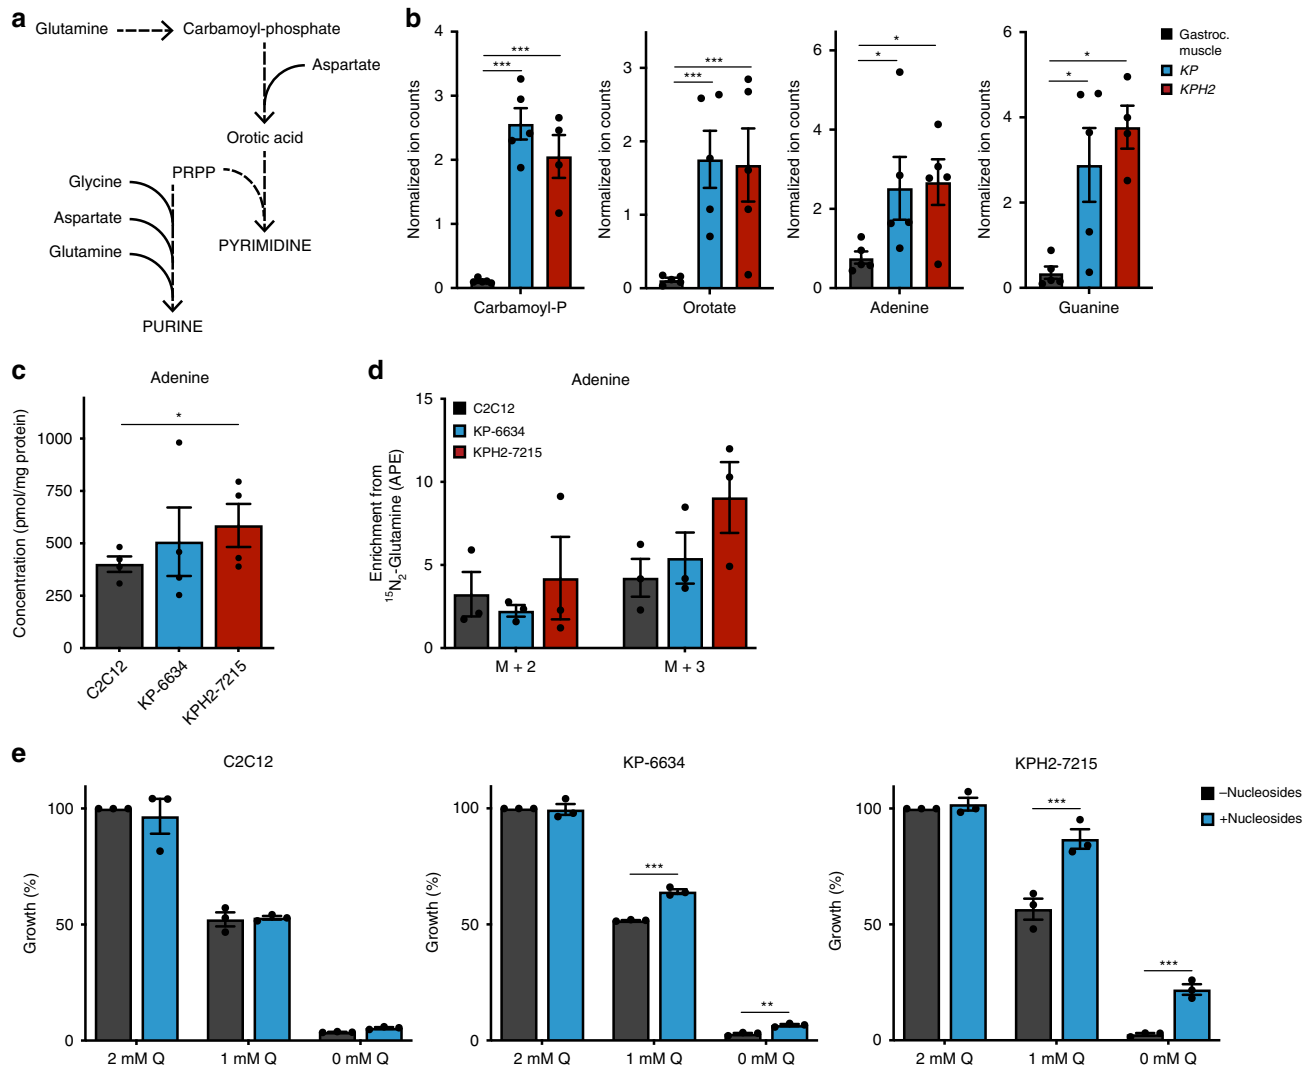 a
Glutamine
Carbamoyl-phosphate
Aspartate
Orotic acid
PRPP
Glycine
Aspartate
Glutamine
PYRIMIDINE
PURINE
b
Normalized ion counts
4
3
2
1
0
***
***
Carbamoyl-P
Normalized ion counts
3
2
1
0
***
***
Orotate
Normalized ion counts
6
4
2
0
*
*
Adenine
Normalized ion counts
6
4
2
0
*
*
Guanine
Gastroc.
muscle
KP
KPH2
c
Adenine
Concentration (pmol/mg protein)
1000
750
500
250
0
*
C2C12
KP-6634
KPH2-7215
d
Adenine
Enrichment from
¹⁵N₂-Glutamine (APE)
15
10
5
0
C2C12
KP-6634
KPH2-7215
M + 2
M + 3
e
C2C12
Growth (%)
100
50
0
2 mM Q
1 mM Q
0 mM Q
KP-6634
Growth (%)
100
50
0
***
**
2 mM Q
1 mM Q
0 mM Q
KPH2-7215
Growth (%)
100
50
0
***
***
2 mM Q
1 mM Q
0 mM Q
–Nucleosides
+Nucleosides